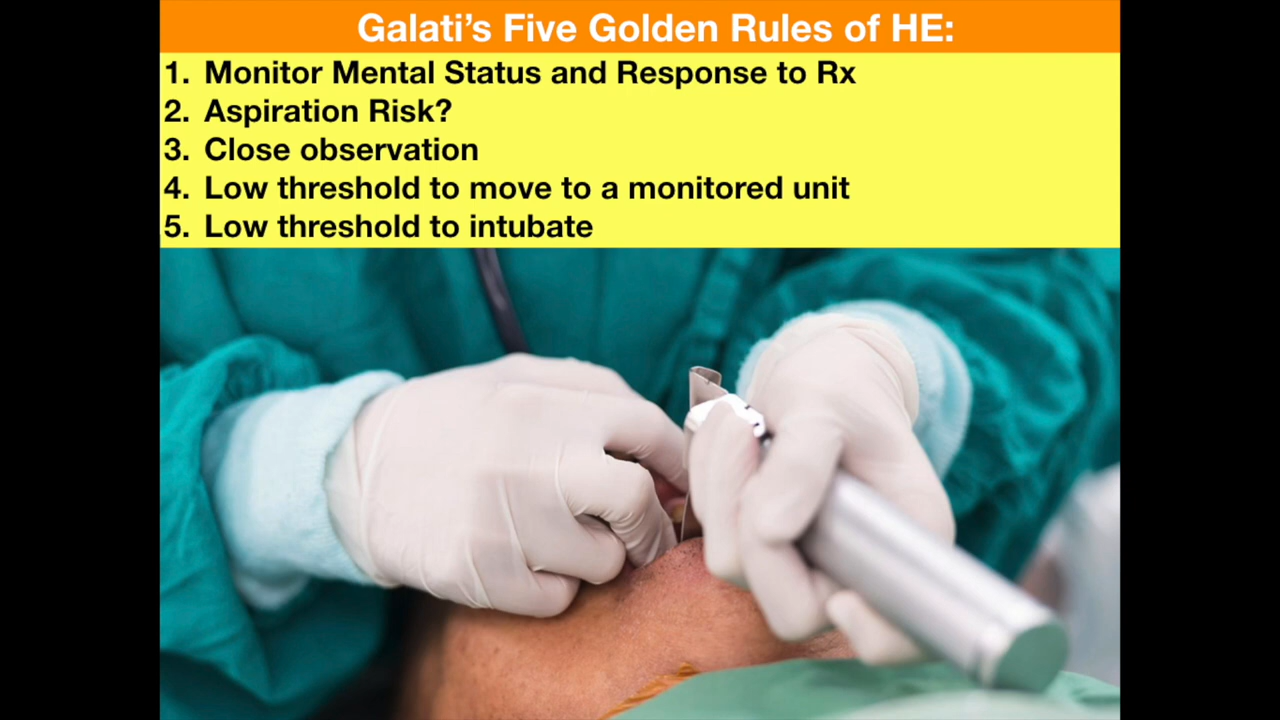 Galati’s Five Golden Rules of HE:
1. Monitor Mental Status and Response to Rx
2. Aspiration Risk?
3. Close observation
4. Low threshold to move to a monitored unit
5. Low threshold to intubate